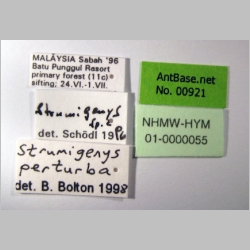 MALAYSIA Sabah '96
Batu Punggul Resort
primary forest (11c)
sifting, 24.VI.-1.VII.
Strumigenys
sp. E
det. Schödl 1996
Strumigenys
perturba
det. B. Bolton 1998
AntBase.net
No. 00921
NHMW-HYM
01-0000055